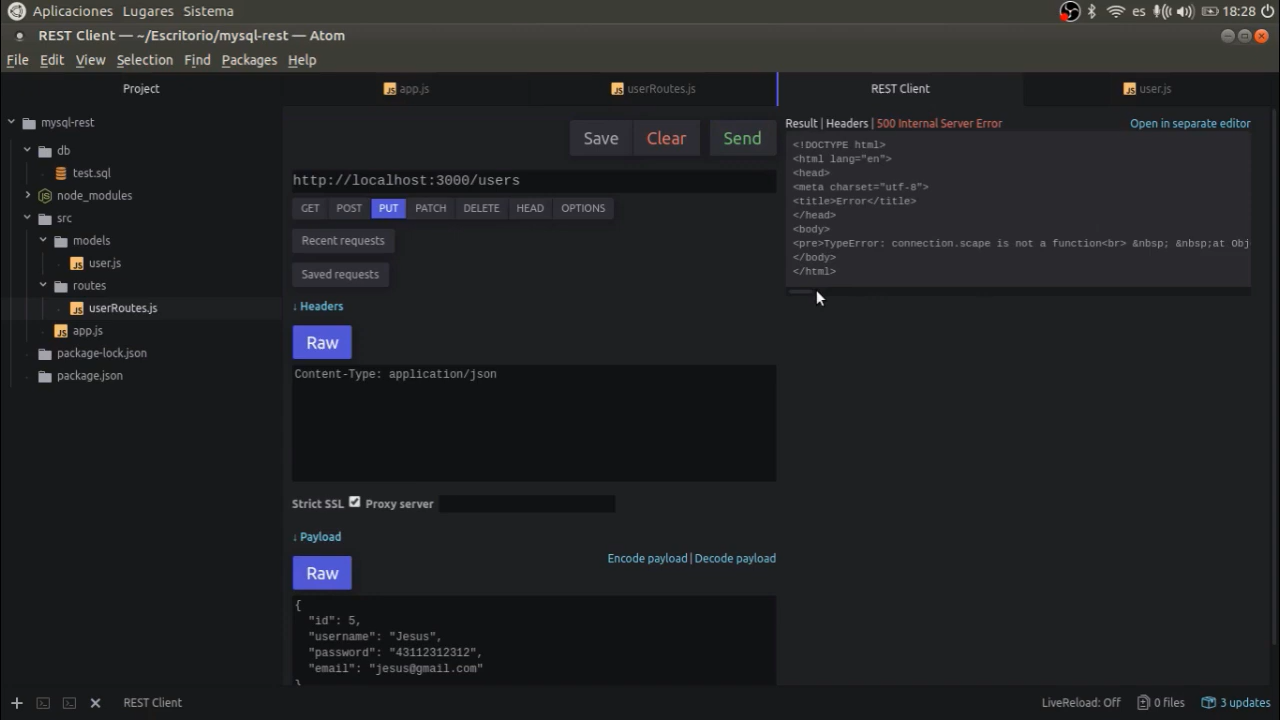 Aplicaciones Lugares Sistema
es
18:28
REST Client — ~/Escritorio/mysql-rest — Atom
File Edit View Selection Find Packages Help
Project
app.js
userRoutes.js
REST Client
user.js
mysql-rest
db
test.sql
node_modules
src
models
user.js
routes
userRoutes.js
app.js
package-lock.json
package.json
Save Clear Send
http://localhost:3000/users
GET POST PUT PATCH DELETE HEAD OPTIONS
Recent requests
Saved requests
↓ Headers
Raw
Content-Type: application/json
Strict SSL Proxy server
↓ Payload
Encode payload | Decode payload
Raw
{
"id": 5,
"username": "Jesus",
"password": "43112312312",
"email": "jesus@gmail.com"
}
Result | Headers | 500 Internal Server Error
Open in separate editor
<!DOCTYPE html>
<html lang="en">
<head>
<meta charset="utf-8">
<title>Error</title>
</head>
<body>
<pre>TypeError: connection.scape is not a function<br> &nbsp; &nbsp;at Obj
</body>
</html>
REST Client
LiveReload: Off
0 files
3 updates